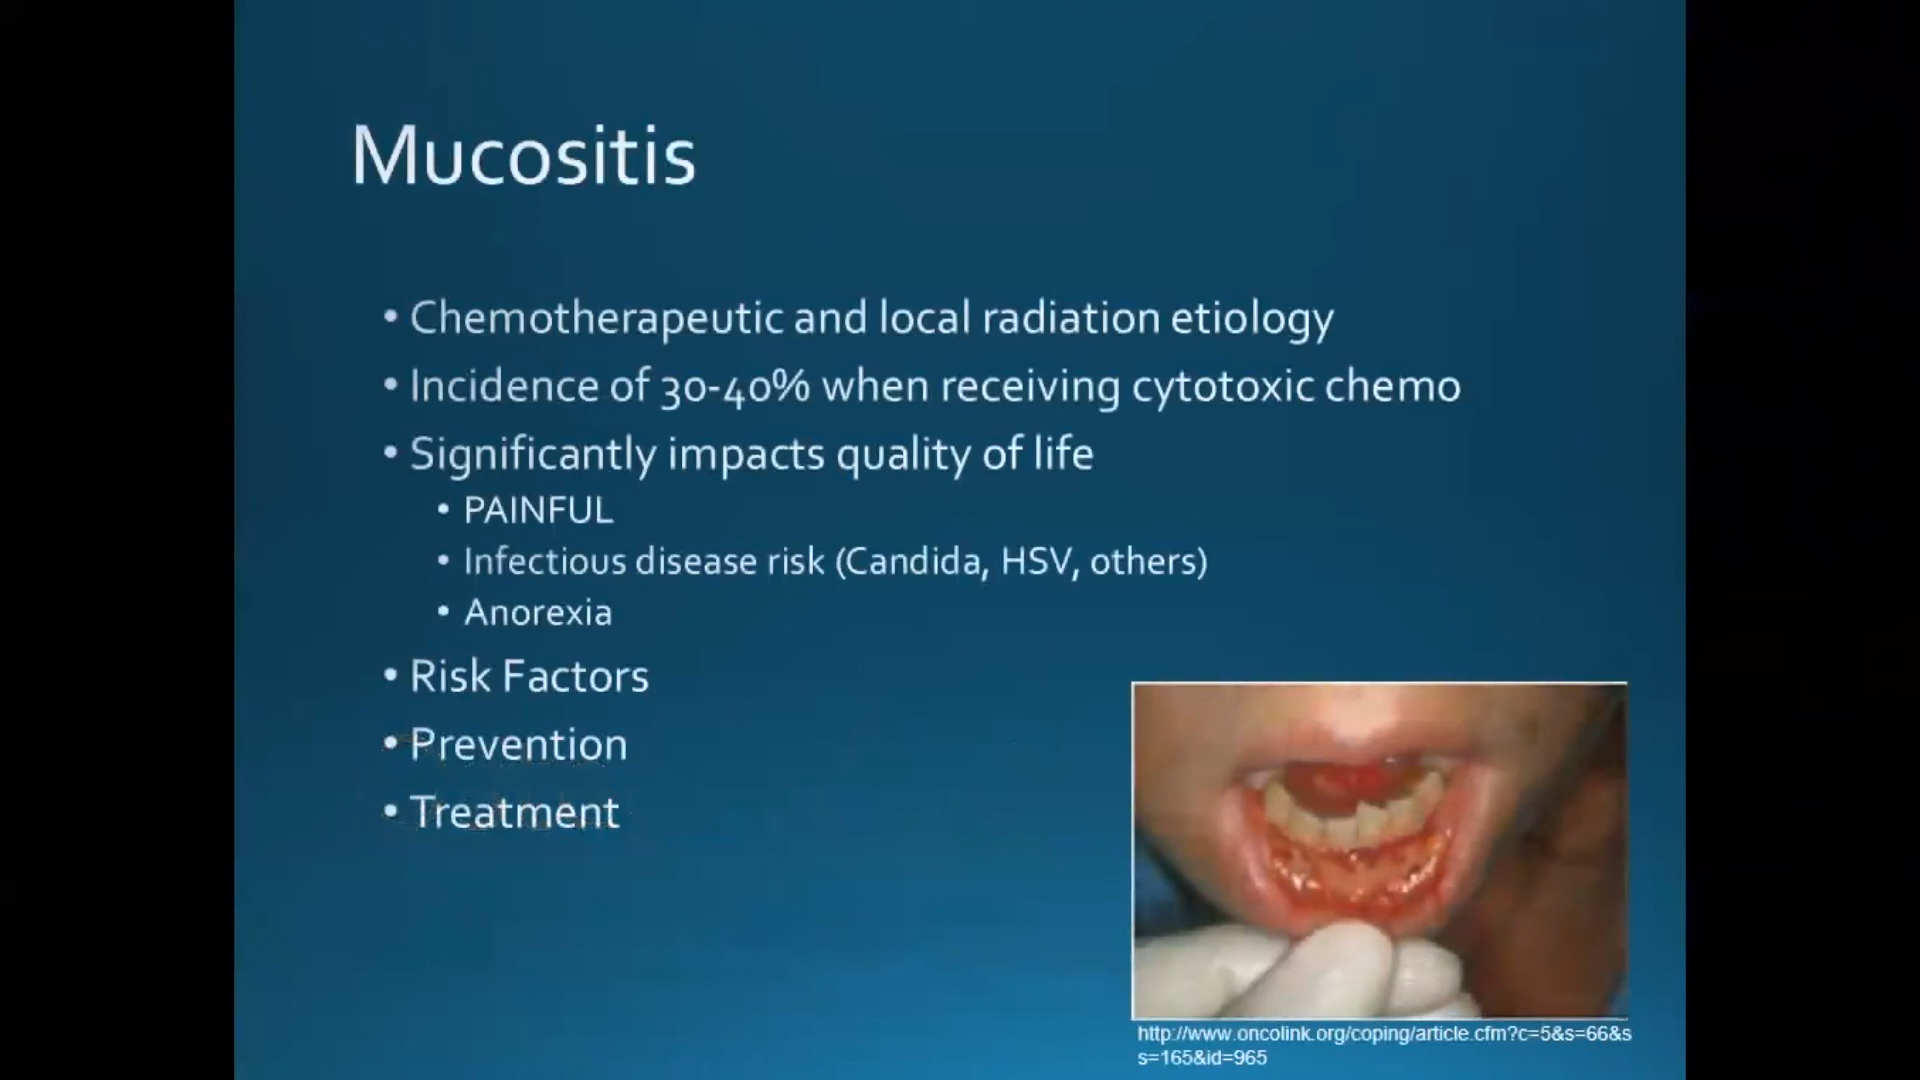 Mucositis
• Chemotherapeutic and local radiation etiology
• Incidence of 30-40% when receiving cytotoxic chemo
• Significantly impacts quality of life
• PAINFUL
• Infectious disease risk (Candida, HSV, others)
• Anorexia
• Risk Factors
• Prevention
• Treatment
http://www.oncolink.org/coping/article.cfm?c=5&s=66&s
s=165&id=965